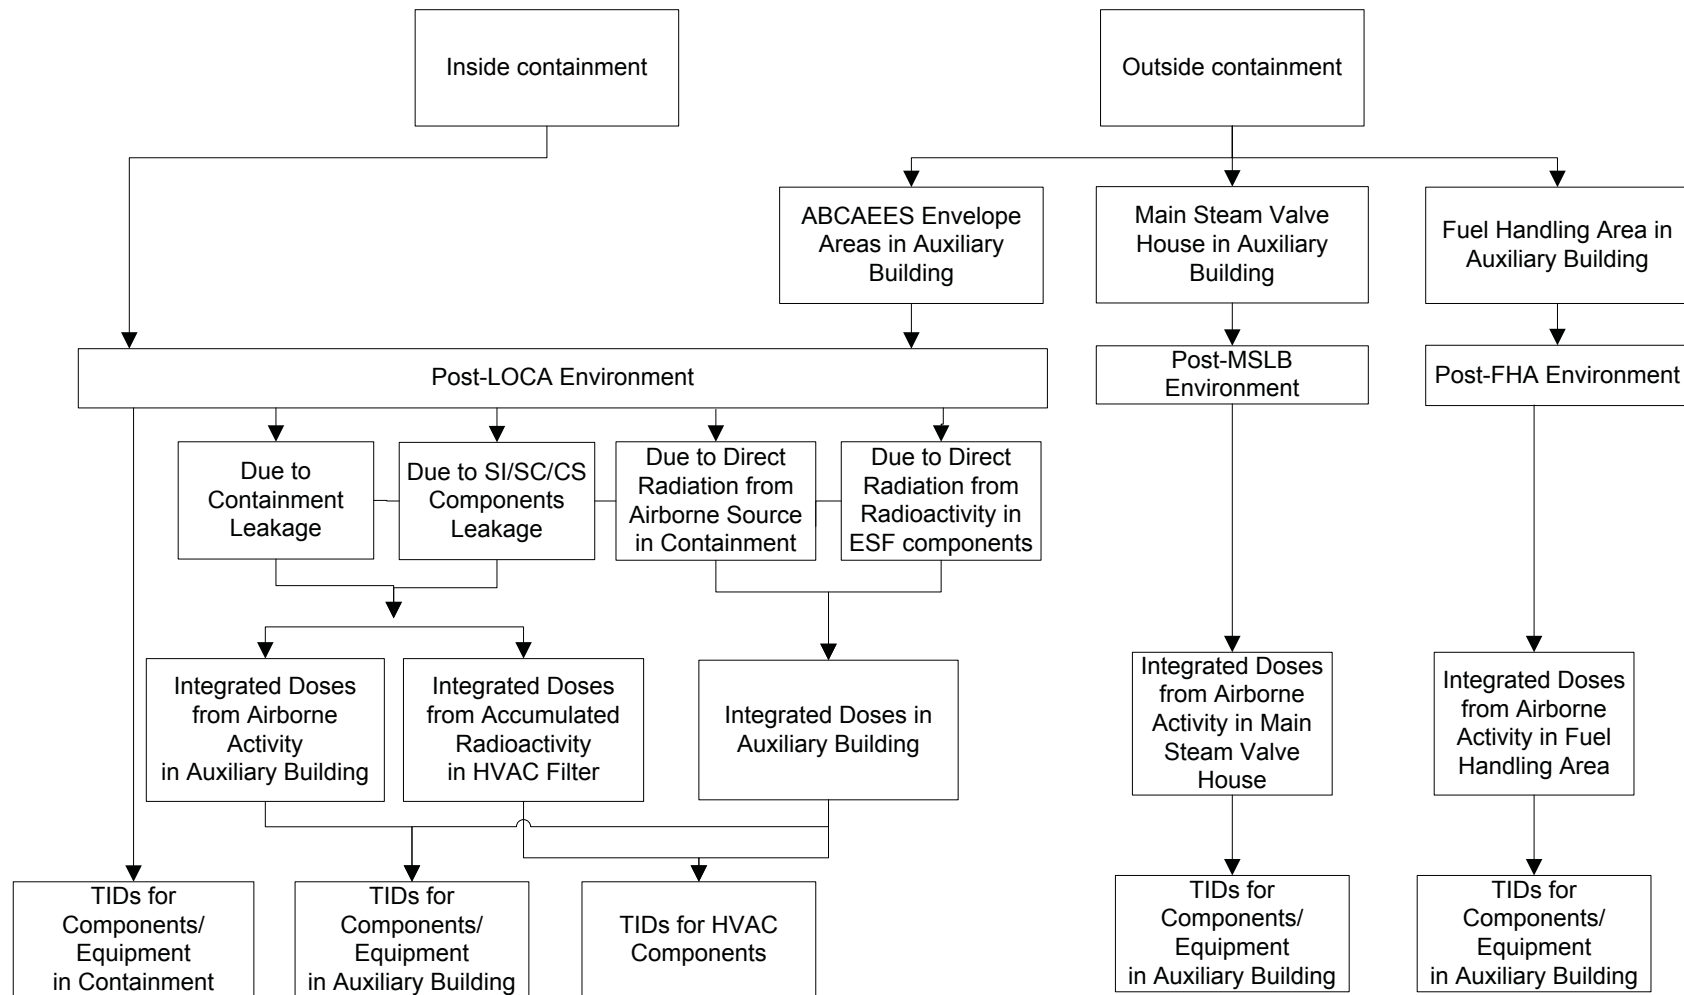 Inside containment
Outside containment
ABCAEES Envelope
Areas in Auxiliary
Building
Main Steam Valve
House in Auxiliary
Building
Fuel Handling Area in
Auxiliary Building
Post-LOCA Environment
Post-MSLB
Environment
Post-FHA Environment
Due to
Containment
Leakage
Due to SI/SC/CS
Components
Leakage
Due to Direct
Radiation from
Airborne Source
in Containment
Due to Direct
Radiation from
Radioactivity in
ESF components
Integrated Doses
from Airborne
Activity
in Auxiliary Building
Integrated Doses
from Accumulated
Radioactivity
in HVAC Filter
Integrated Doses in
Auxiliary Building
Integrated Doses
from Airborne
Activity in Main
Steam Valve
House
Integrated Doses
from Airborne
Activity in Fuel
Handling Area
TIDs for
Components/
Equipment
in Containment
TIDs for
Components/
Equipment
in Auxiliary Building
TIDs for HVAC
Components
TIDs for
Components/
Equipment
in Auxiliary Building
TIDs for
Components/
Equipment
in Auxiliary Building